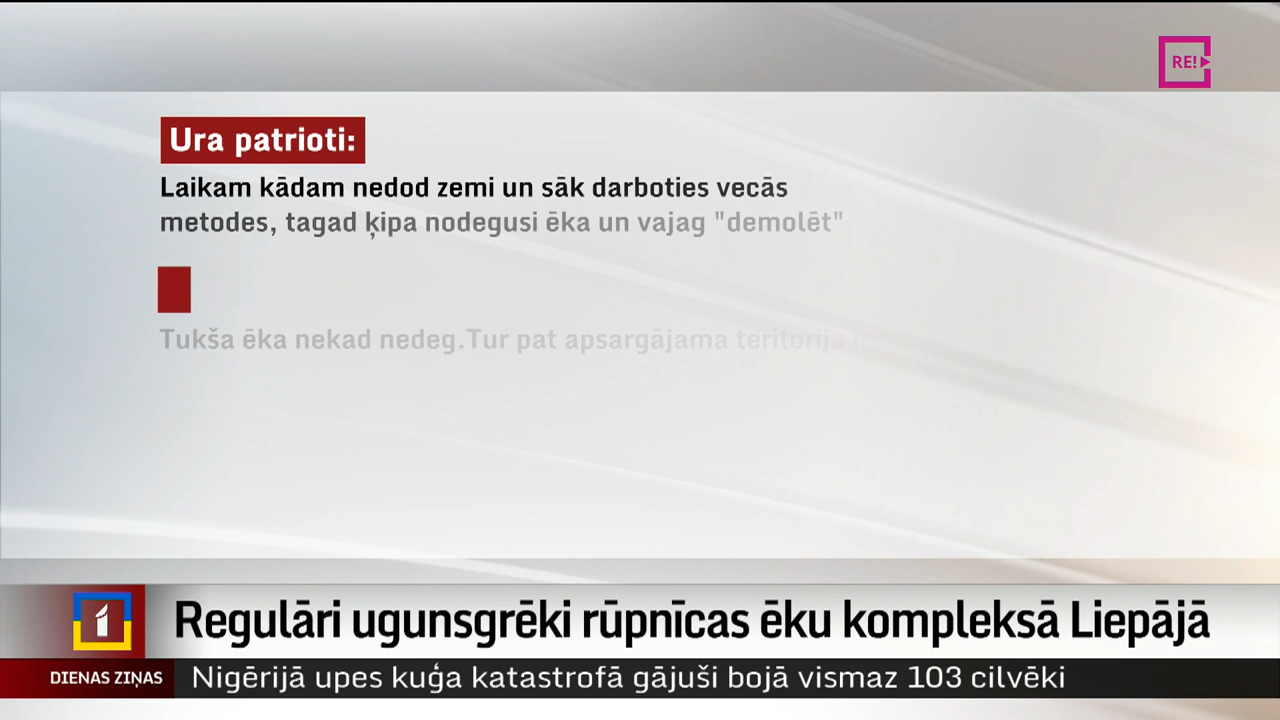 RE!
Ura patrioti:
Laikam kādam nedod zemi un sāk darboties vecās
metodes, tagad ķipa nodegusi ēka un vajag "demolēt"
Tukša ēka nekad nedeg.Tur pat apsargājama teritorija
1
Regulāri ugunsgrēki rūpnīcas ēku kompleksā Liepājā
DIENAS ZIŅAS
Nigērijā upes kuģa katastrofā gājuši bojā vismaz 103 cilvēki